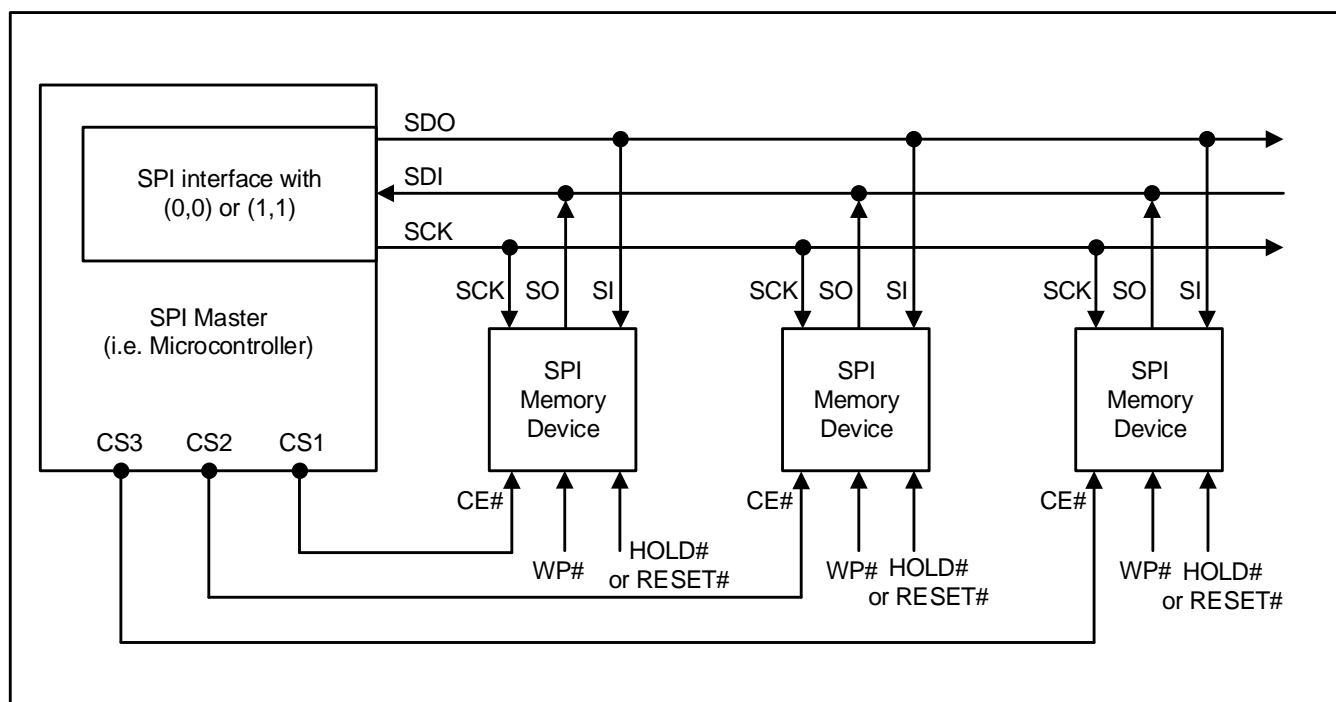 SDO
SPI interface with
(0,0) or (1,1)
SDI
SCK
SPI Master
(i.e. Microcontroller)
SCK SO SI
SCK SO SI
SCK SO SI
SPI
Memory
Device
SPI
Memory
Device
SPI
Memory
Device
CS3 CS2 CS1
CE#
WP#
HOLD#
or RESET#
CE#
WP#
HOLD#
or RESET#
CE#
WP#
HOLD#
or RESET#